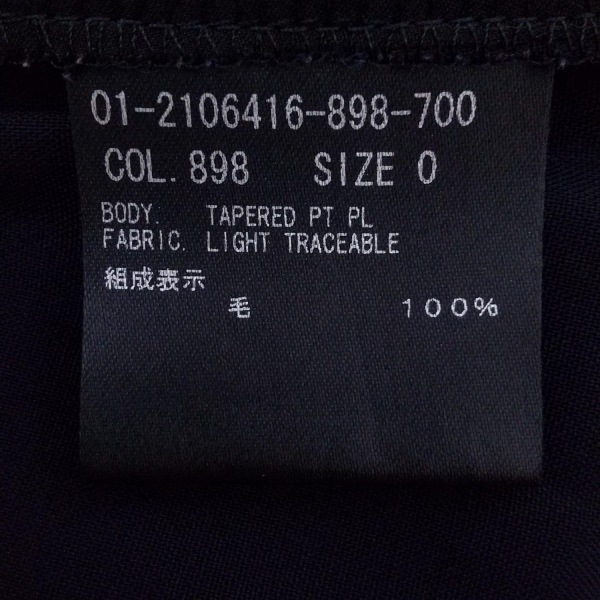 01-2106416-898-700
COL. 898 SIZE 0
BODY. TAPERED PT PL
FABRIC. LIGHT TRACEABLE
組成表示
毛 １００％